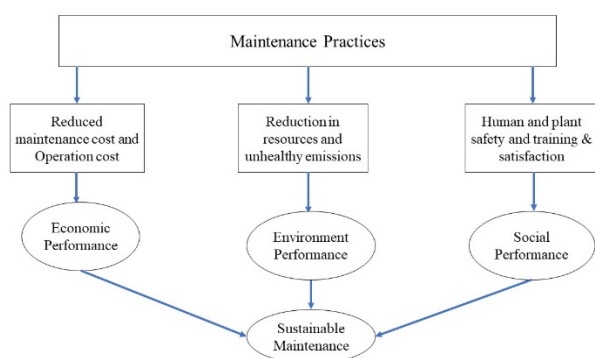 Maintenance Practices
Reduced
maintenance cost and
Operation cost
Reduction in
resources and
unhealthy emissions
Human and plant
safety and training &
satisfaction
Economic
Performance
Environment
Performance
Social
Performance
Sustainable
Maintenance